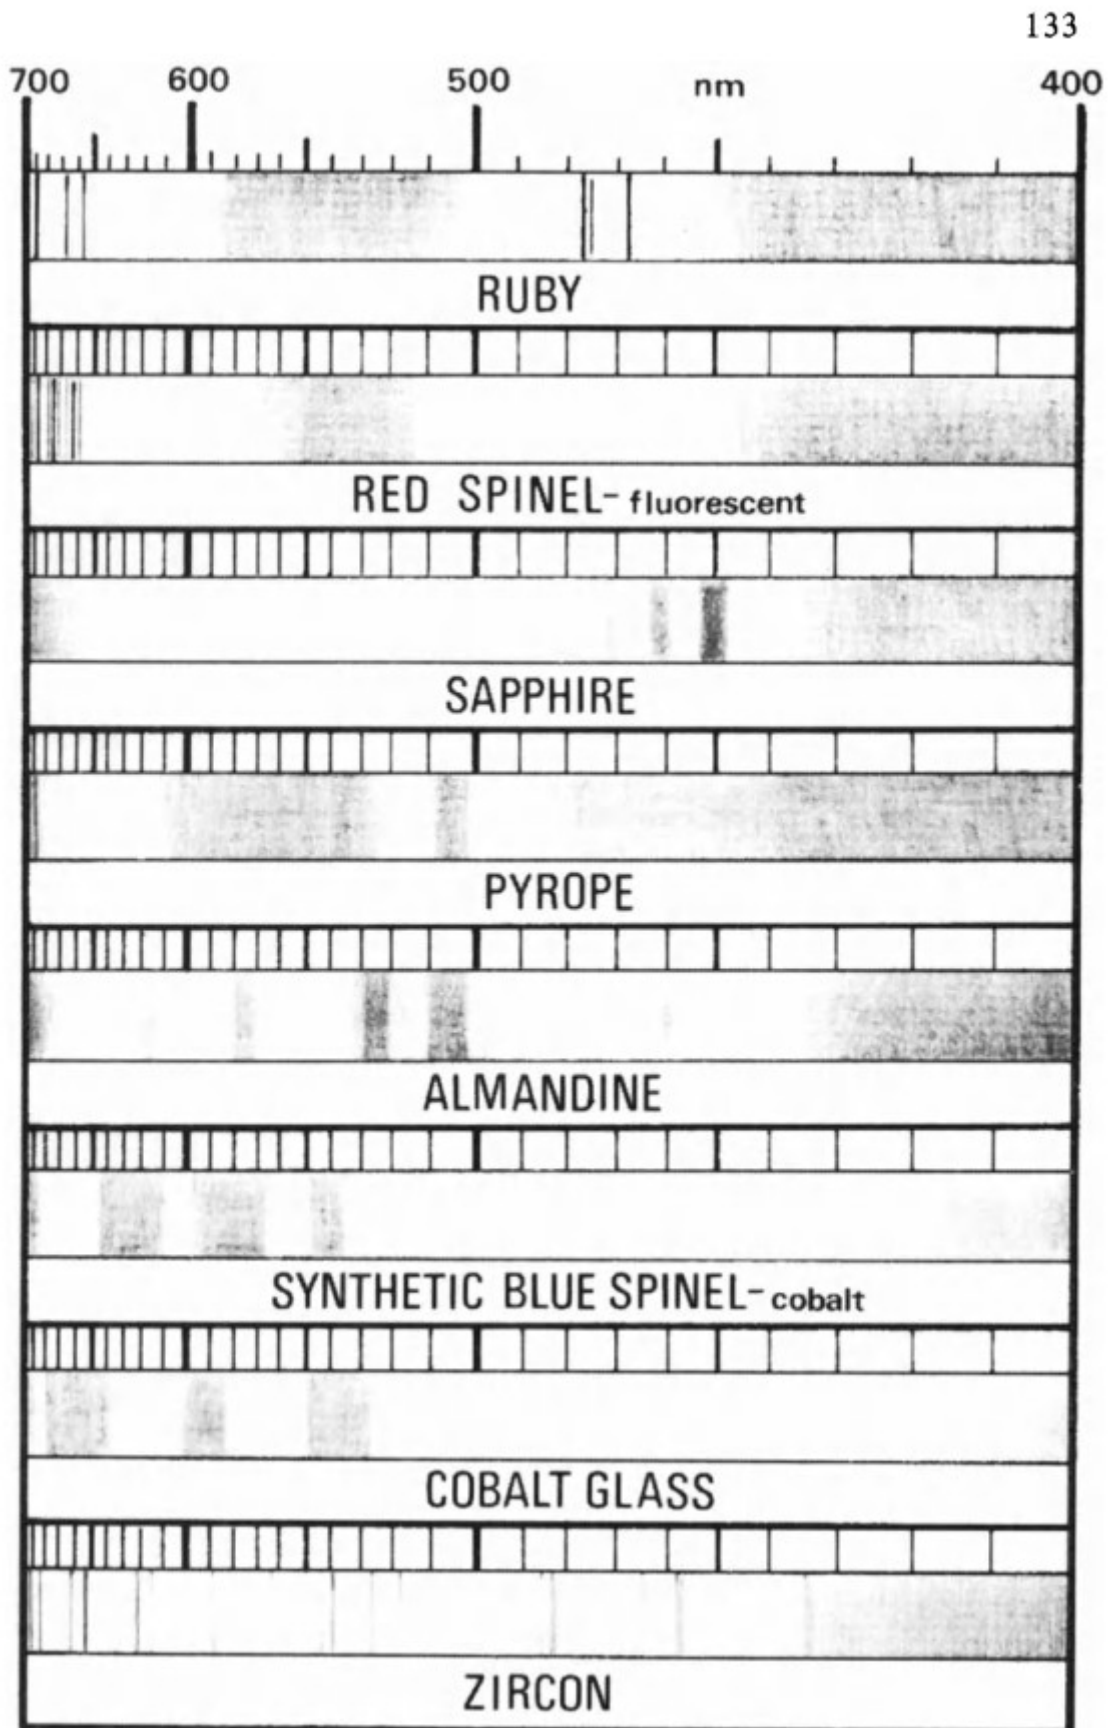 133
700 600 500 nm 400
RUBY
RED SPINEL- fluorescent
SAPPHIRE
PYROPE
ALMANDINE
SYNTHETIC BLUE SPINEL- cobalt
COBALT GLASS
ZIRCON